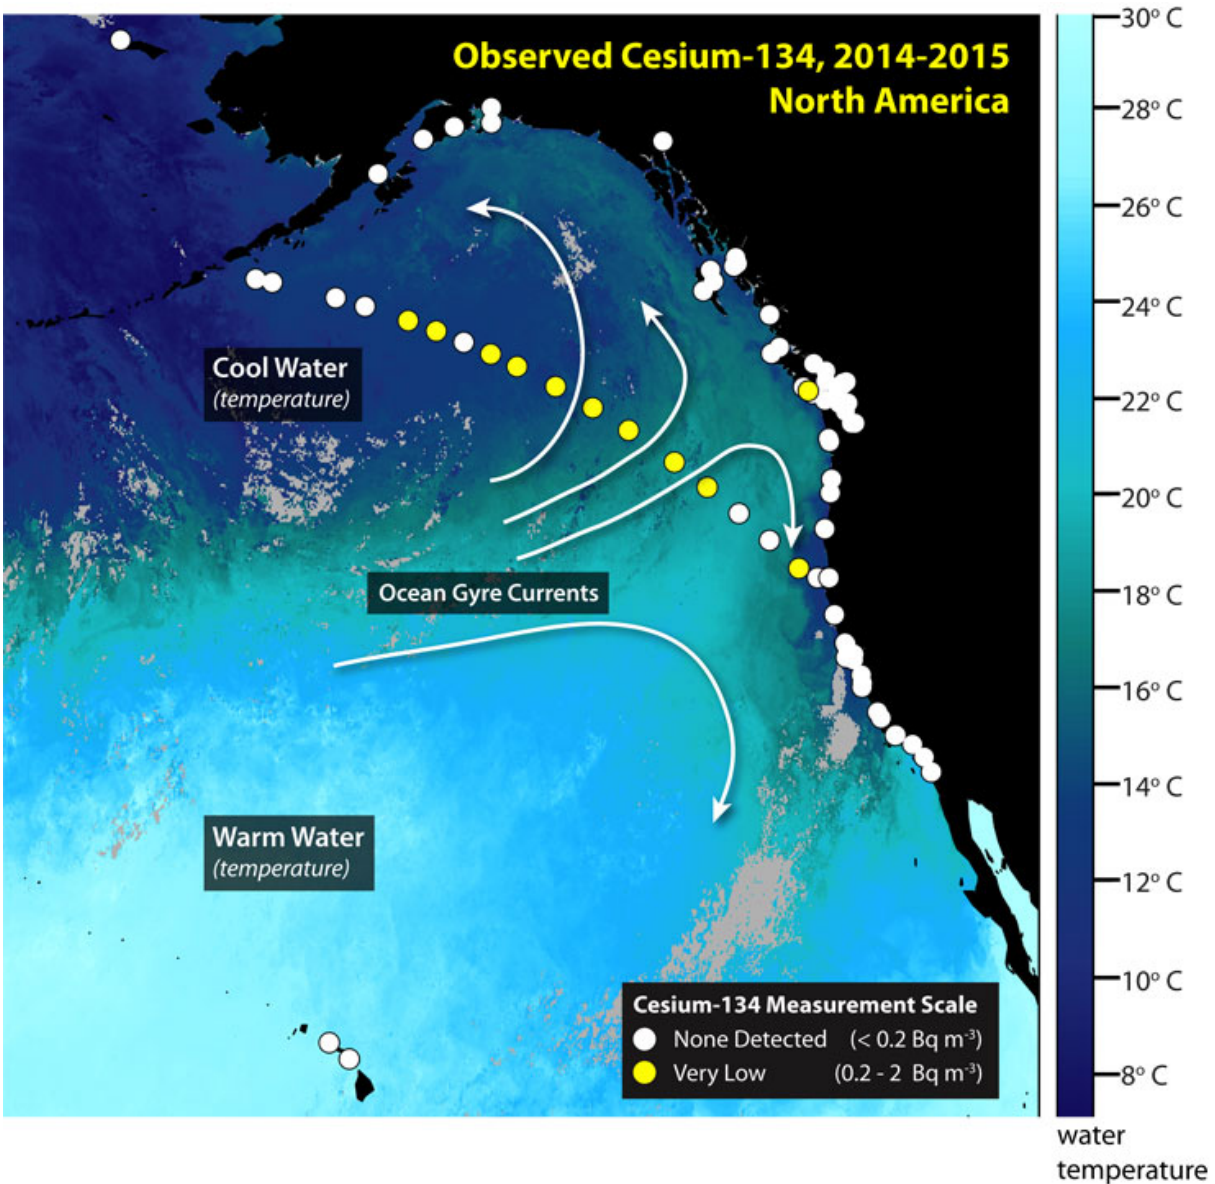 Observed Cesium-134, 2014-2015
North America
30° C
28° C
26° C
24° C
22° C
20° C
18° C
16° C
14° C
12° C
10° C
8° C
water
temperature
Cool Water
(temperature)
Ocean Gyre Currents
Warm Water
(temperature)
Cesium-134 Measurement Scale
None Detected (< 0.2 Bq m⁻³)
Very Low (0.2 - 2 Bq m⁻³)